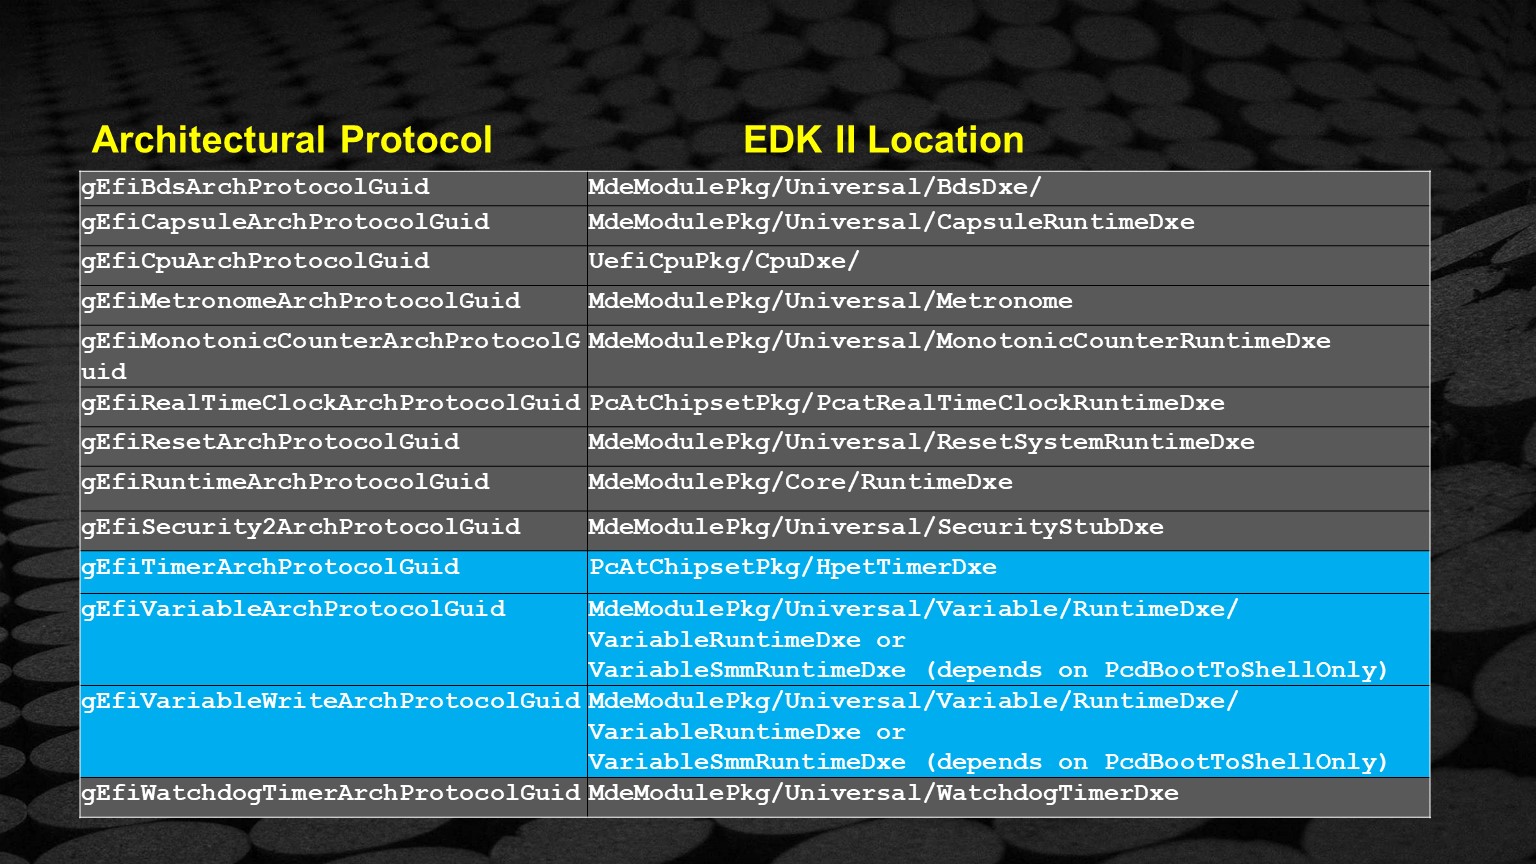 Architectural Protocol EDK II Location
gEfiBdsArchProtocolGuid MdeModulePkg/Universal/BdsDxe/
gEfiCapsuleArchProtocolGuid MdeModulePkg/Universal/CapsuleRuntimeDxe
gEfiCpuArchProtocolGuid UefiCpuPkg/CpuDxe/
gEfiMetronomeArchProtocolGuid MdeModulePkg/Universal/Metronome
gEfiMonotonicCounterArchProtocolG MdeModulePkg/Universal/MonotonicCounterRuntimeDxe
uid
gEfiRealTimeClockArchProtocolGuid PcAtChipsetPkg/PcatRealTimeClockRuntimeDxe
gEfiResetArchProtocolGuid MdeModulePkg/Universal/ResetSystemRuntimeDxe
gEfiRuntimeArchProtocolGuid MdeModulePkg/Core/RuntimeDxe
gEfiSecurity2ArchProtocolGuid MdeModulePkg/Universal/SecurityStubDxe
gEfiTimerArchProtocolGuid PcAtChipsetPkg/HpetTimerDxe
gEfiVariableArchProtocolGuid MdeModulePkg/Universal/Variable/RuntimeDxe/
VariableRuntimeDxe or
VariableSmmRuntimeDxe (depends on PcdBootToShellOnly)
gEfiVariableWriteArchProtocolGuid MdeModulePkg/Universal/Variable/RuntimeDxe/
VariableRuntimeDxe or
VariableSmmRuntimeDxe (depends on PcdBootToShellOnly)
gEfiWatchdogTimerArchProtocolGuid MdeModulePkg/Universal/WatchdogTimerDxe